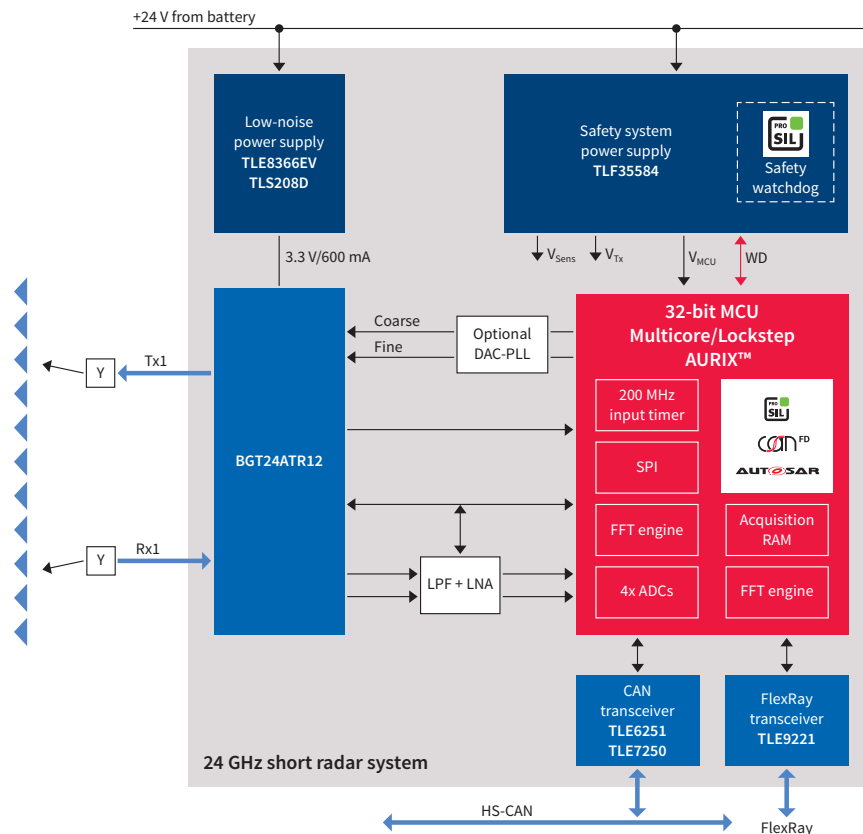 +24 V from battery
Low-noise
power supply
TLE8366EV
TLS208D
Safety system
power supply
TLF35584
PRO
SIL
Safety
watchdog
3.3 V/600 mA
VSens
VTx
VMCU
WD
Coarse
Fine
Optional
DAC-PLL
32-bit MCU
Multicore/Lockstep
AURIX™
Y
Tx1
BGT24ATR12
200 MHz
input timer
PRO
SIL
CAN FD
AUTOSAR
SPI
FFT engine
Acquisition
RAM
Y
Rx1
LPF + LNA
4x ADCs
FFT engine
CAN
transceiver
TLE6251
TLE7250
FlexRay
transceiver
TLE9221
24 GHz short radar system
HS-CAN
FlexRay